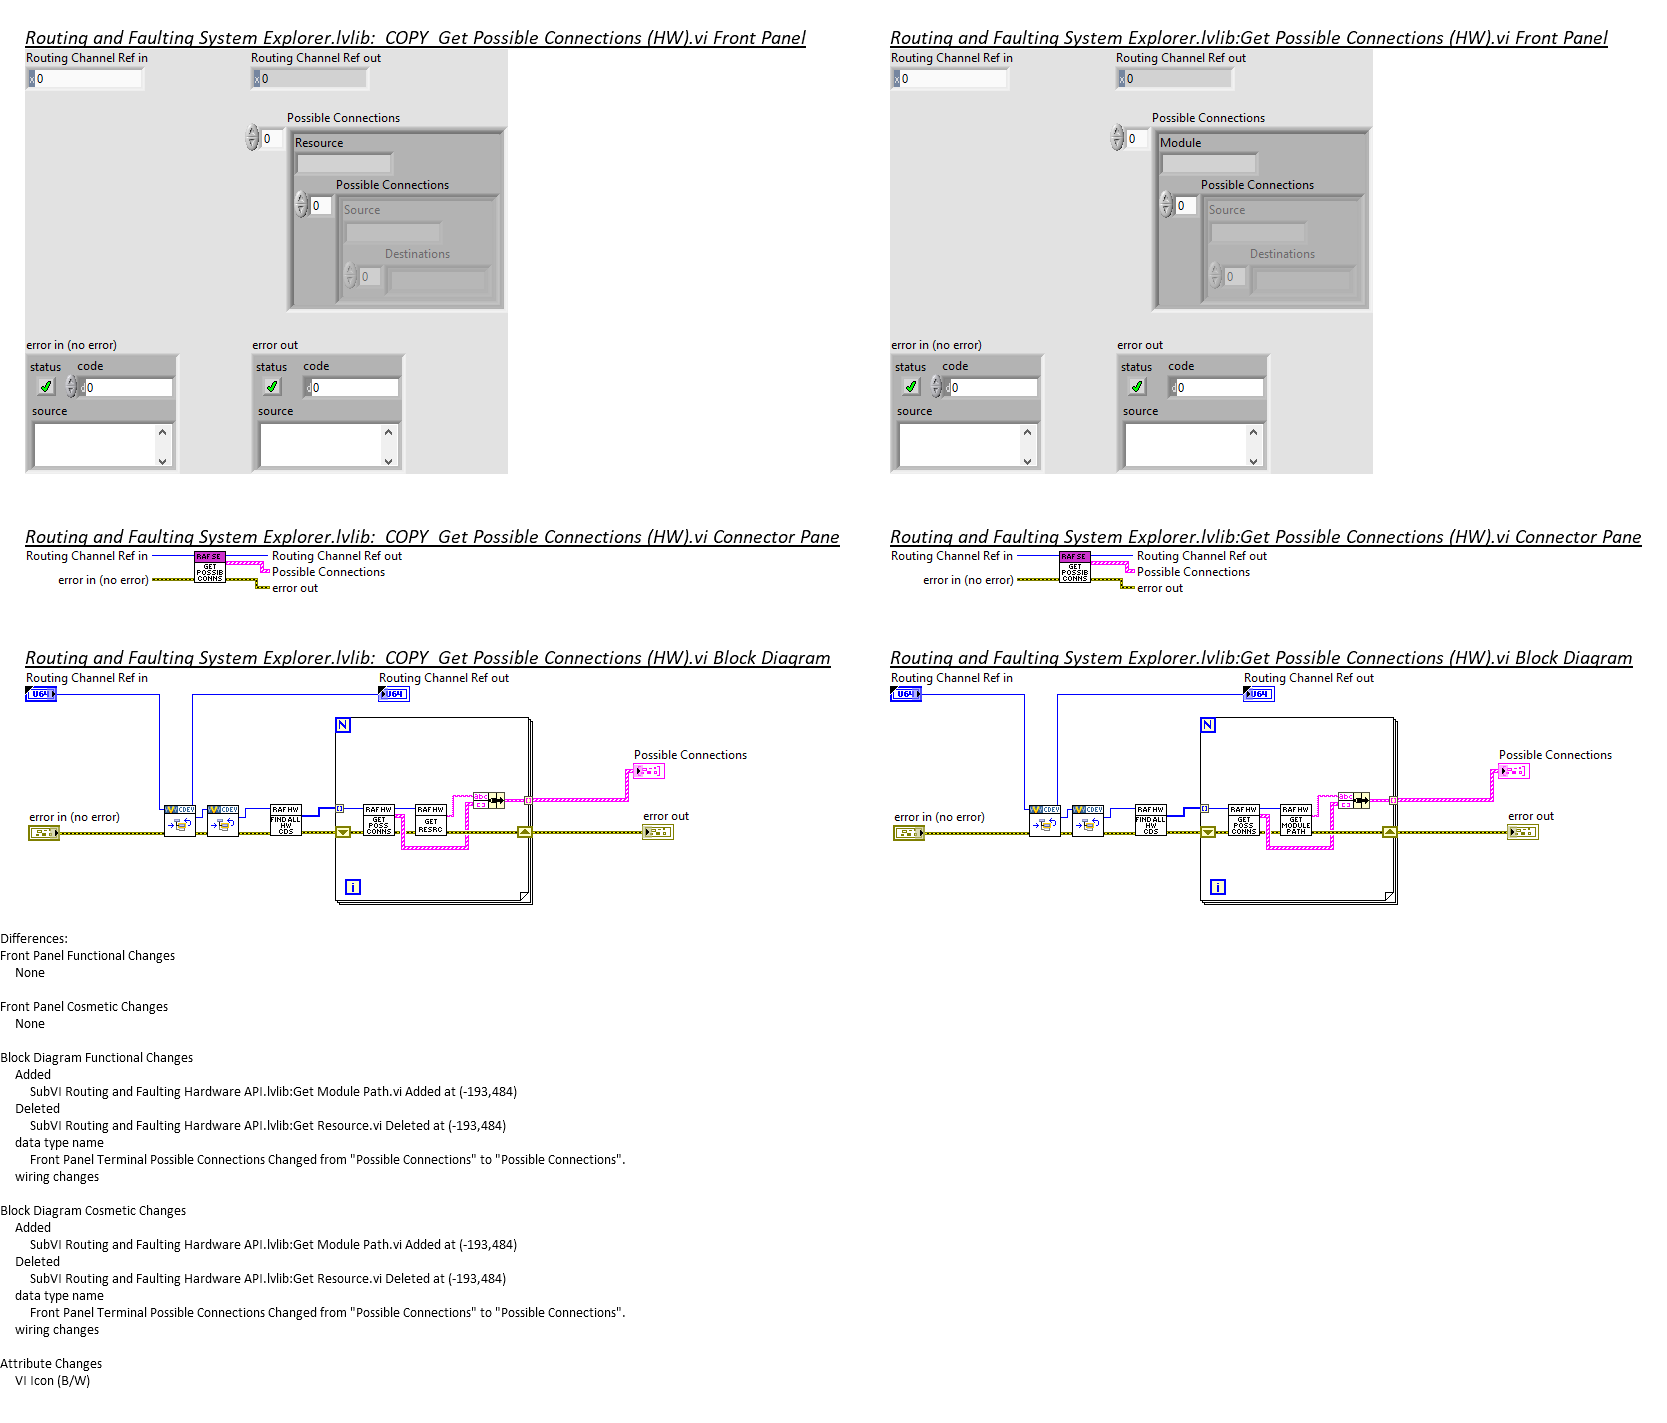 Routing and Faulting System Explorer.lvlib:_COPY_Get Possible Connections (HW).vi Front Panel
Routing Channel Ref in
Routing Channel Ref out
x 0
x 0
Possible Connections
0
Resource
Possible Connections
0
Source
Destinations
0
error in (no error)
error out
status
code
status
code
d 0
d 0
source
source
Routing and Faulting System Explorer.lvlib:Get Possible Connections (HW).vi Front Panel
Routing Channel Ref in
Routing Channel Ref out
x 0
x 0
Possible Connections
0
Module
Possible Connections
0
Source
Destinations
0
error in (no error)
error out
status
code
status
code
d 0
d 0
source
source
Routing and Faulting System Explorer.lvlib:_COPY_Get Possible Connections (HW).vi Connector Pane
Routing Channel Ref in
RAF SE
GET
POSSIB
CONNS
Routing Channel Ref out
Possible Connections
error in (no error)
error out
Routing and Faulting System Explorer.lvlib:Get Possible Connections (HW).vi Connector Pane
Routing Channel Ref in
RAF SE
GET
POSSIB
CONNS
Routing Channel Ref out
Possible Connections
error in (no error)
error out
Routing and Faulting System Explorer.lvlib:_COPY_Get Possible Connections (HW).vi Block Diagram
Routing Channel Ref in
U64
Routing Channel Ref out
U64
N
Possible Connections
error in (no error)
CDEV
CDEV
RAF HW
FIND ALL
HW
CDS
RAF HW
GET
POSS
CONNS
RAF HW
GET
RESRC
abc
error out
i
Routing and Faulting System Explorer.lvlib:Get Possible Connections (HW).vi Block Diagram
Routing Channel Ref in
U64
Routing Channel Ref out
U64
N
Possible Connections
error in (no error)
CDEV
CDEV
RAF HW
FIND ALL
HW
CDS
RAF HW
GET
POSS
CONNS
RAF HW
GET
MODULE
PATH
abc
error out
i
Differences:
Front Panel Functional Changes
None
Front Panel Cosmetic Changes
None
Block Diagram Functional Changes
Added
SubVI Routing and Faulting Hardware API.lvlib:Get Module Path.vi Added at (-193,484)
Deleted
SubVI Routing and Faulting Hardware API.lvlib:Get Resource.vi Deleted at (-193,484)
data type name
Front Panel Terminal Possible Connections Changed from "Possible Connections" to "Possible Connections".
wiring changes
Block Diagram Cosmetic Changes
Added
SubVI Routing and Faulting Hardware API.lvlib:Get Module Path.vi Added at (-193,484)
Deleted
SubVI Routing and Faulting Hardware API.lvlib:Get Resource.vi Deleted at (-193,484)
data type name
Front Panel Terminal Possible Connections Changed from "Possible Connections" to "Possible Connections".
wiring changes
Attribute Changes
VI Icon (B/W)